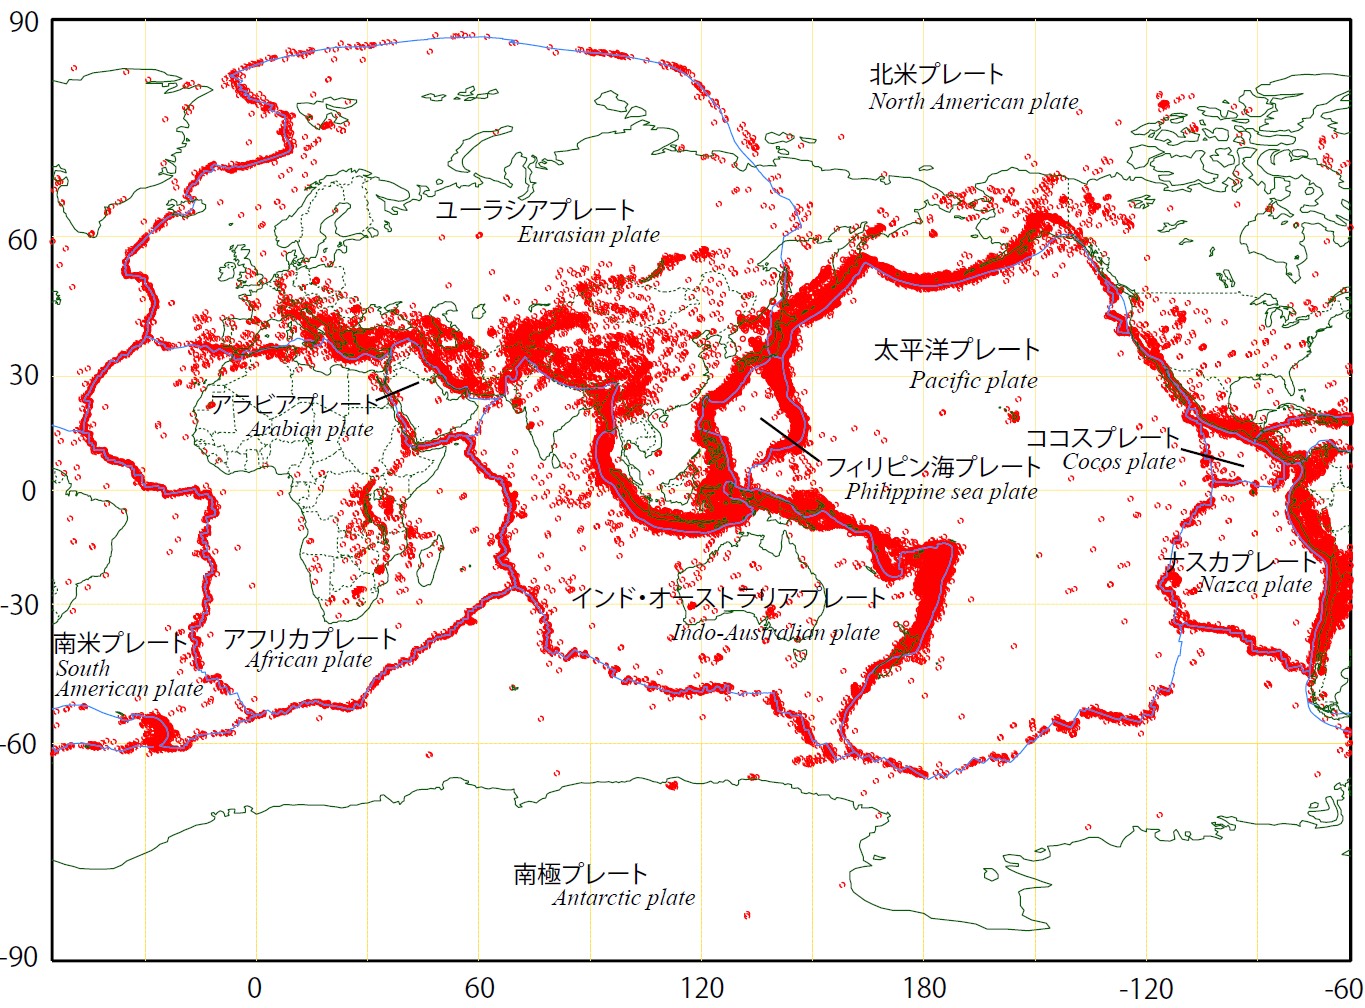 90
北米プレート
North American plate
ユーラシアプレート
Eurasian plate
60
太平洋プレート
Pacific plate
30
アラビアプレート
Arabian plate
ココスプレート
Cocos plate
フィリピン海プレート
Philippine sea plate
0
ナスカプレート
Nazca plate
インド・オーストラリアプレート
Indo-Australian plate
-30
南米プレート
South
American plate
アフリカプレート
African plate
-60
南極プレート
Antarctic plate
-90
0
60
120
180
-120
-60